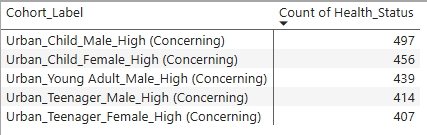 Cohort_Label Count of Health_Status
Urban_Child_Male_High (Concerning) 497
Urban_Child_Female_High (Concerning) 456
Urban_Young Adult_Male_High (Concerning) 439
Urban_Teenager_Male_High (Concerning) 414
Urban_Teenager_Female_High (Concerning) 407